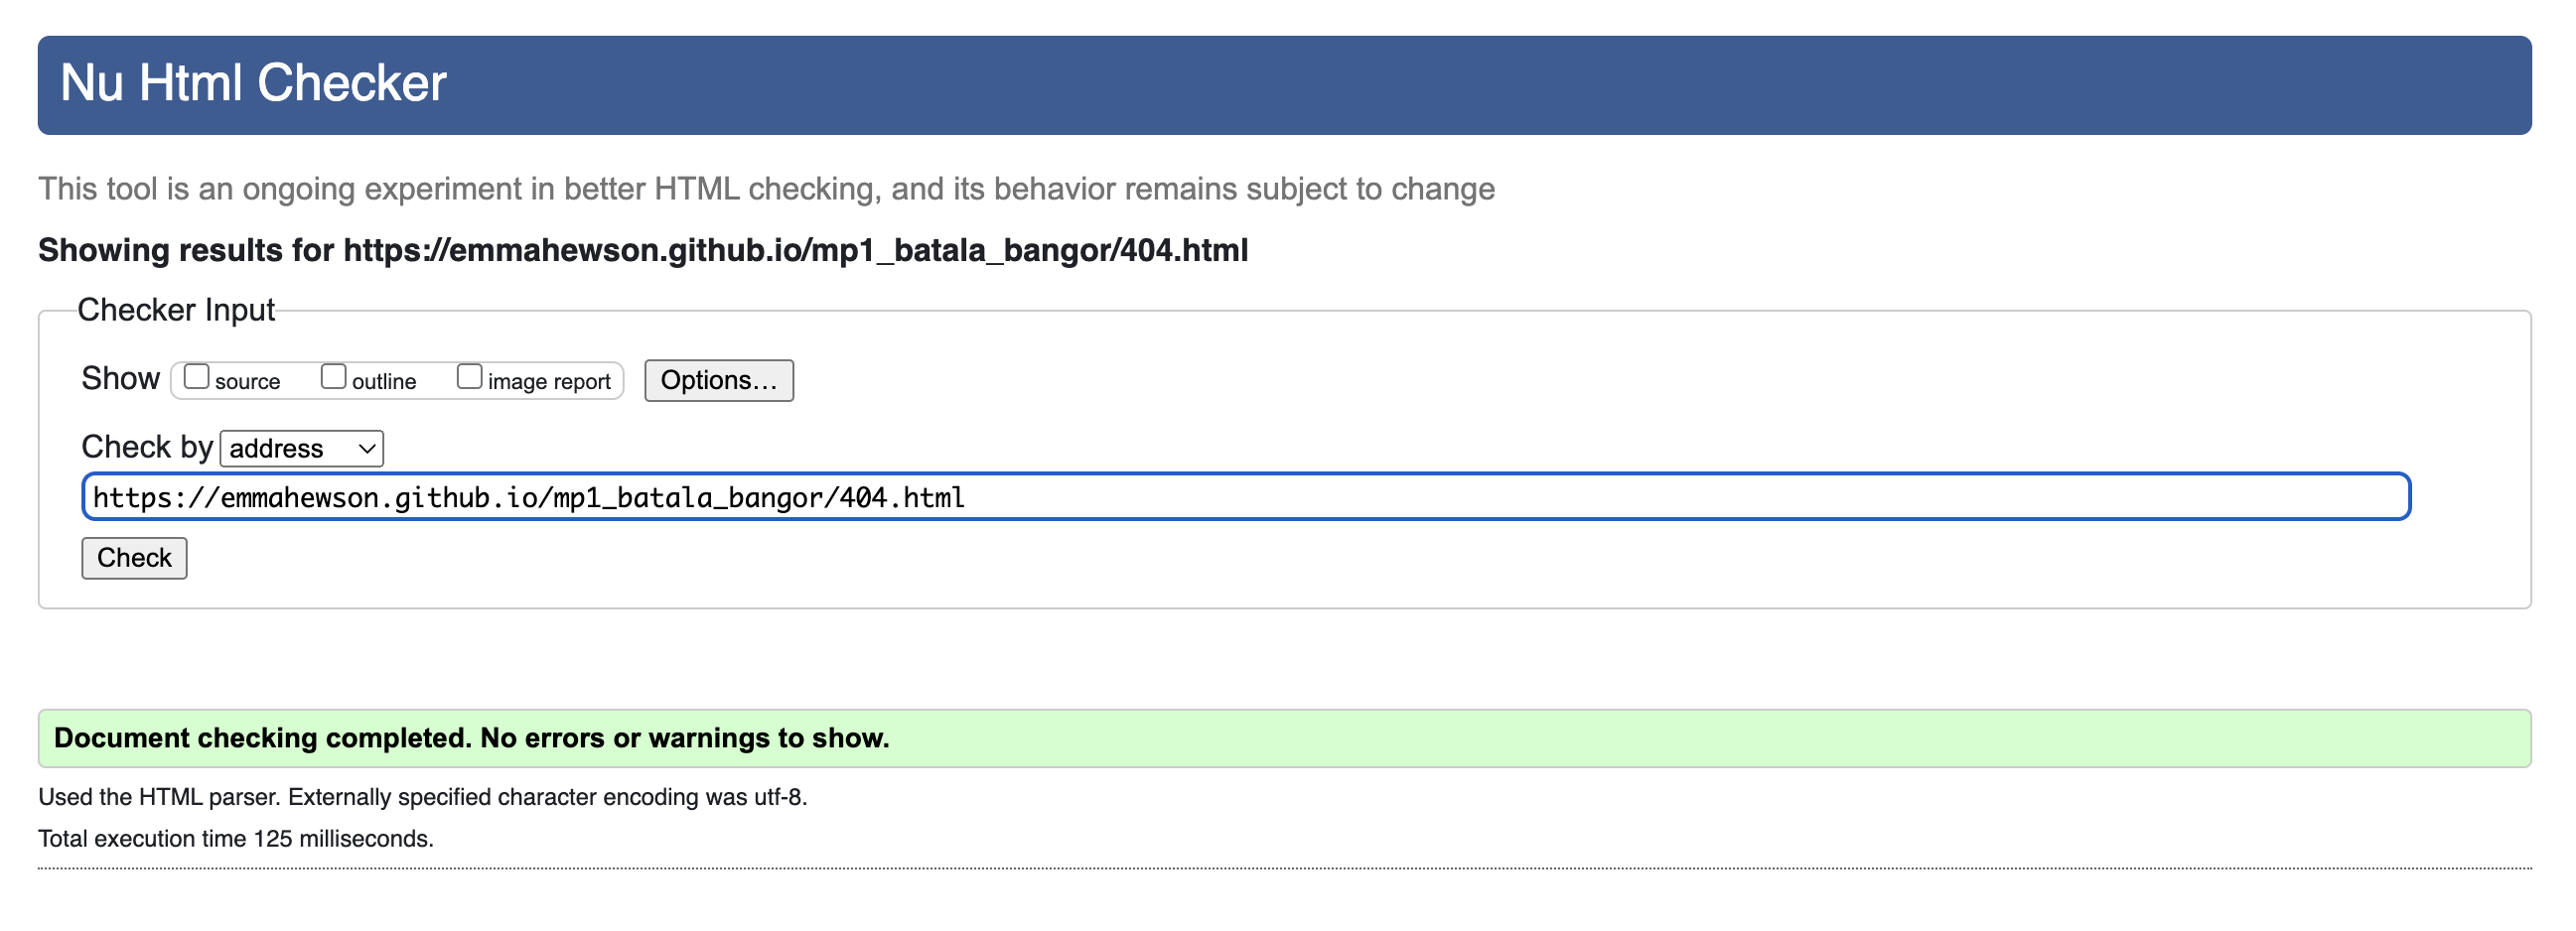 Nu Html Checker
This tool is an ongoing experiment in better HTML checking, and its behavior remains subject to change
Showing results for https://emmahewson.github.io/mp1_batala_bangor/404.html
Checker Input
Show source outline image report Options…
Check by address
https://emmahewson.github.io/mp1_batala_bangor/404.html
Check
Document checking completed. No errors or warnings to show.
Used the HTML parser. Externally specified character encoding was utf-8.
Total execution time 125 milliseconds.